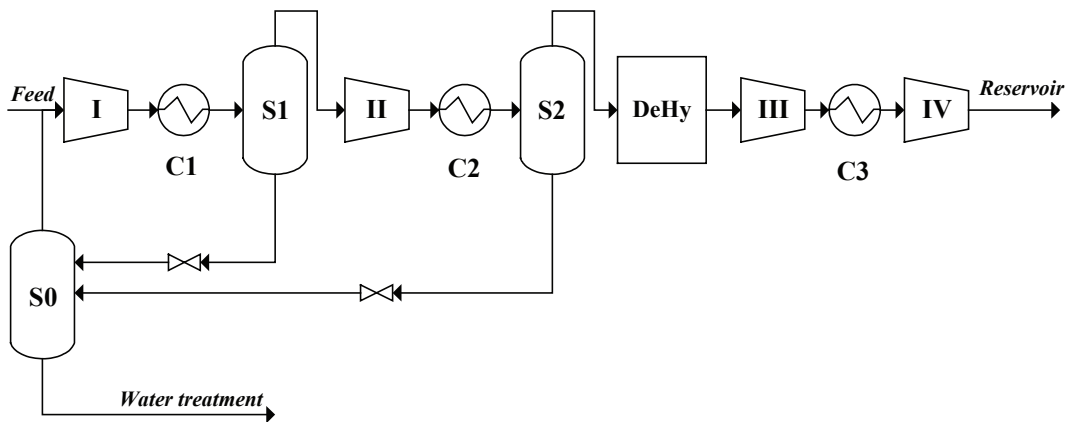 Feed
I
C1
S1
II
C2
S2
DeHy
III
C3
IV
Reservoir
S0
Water treatment